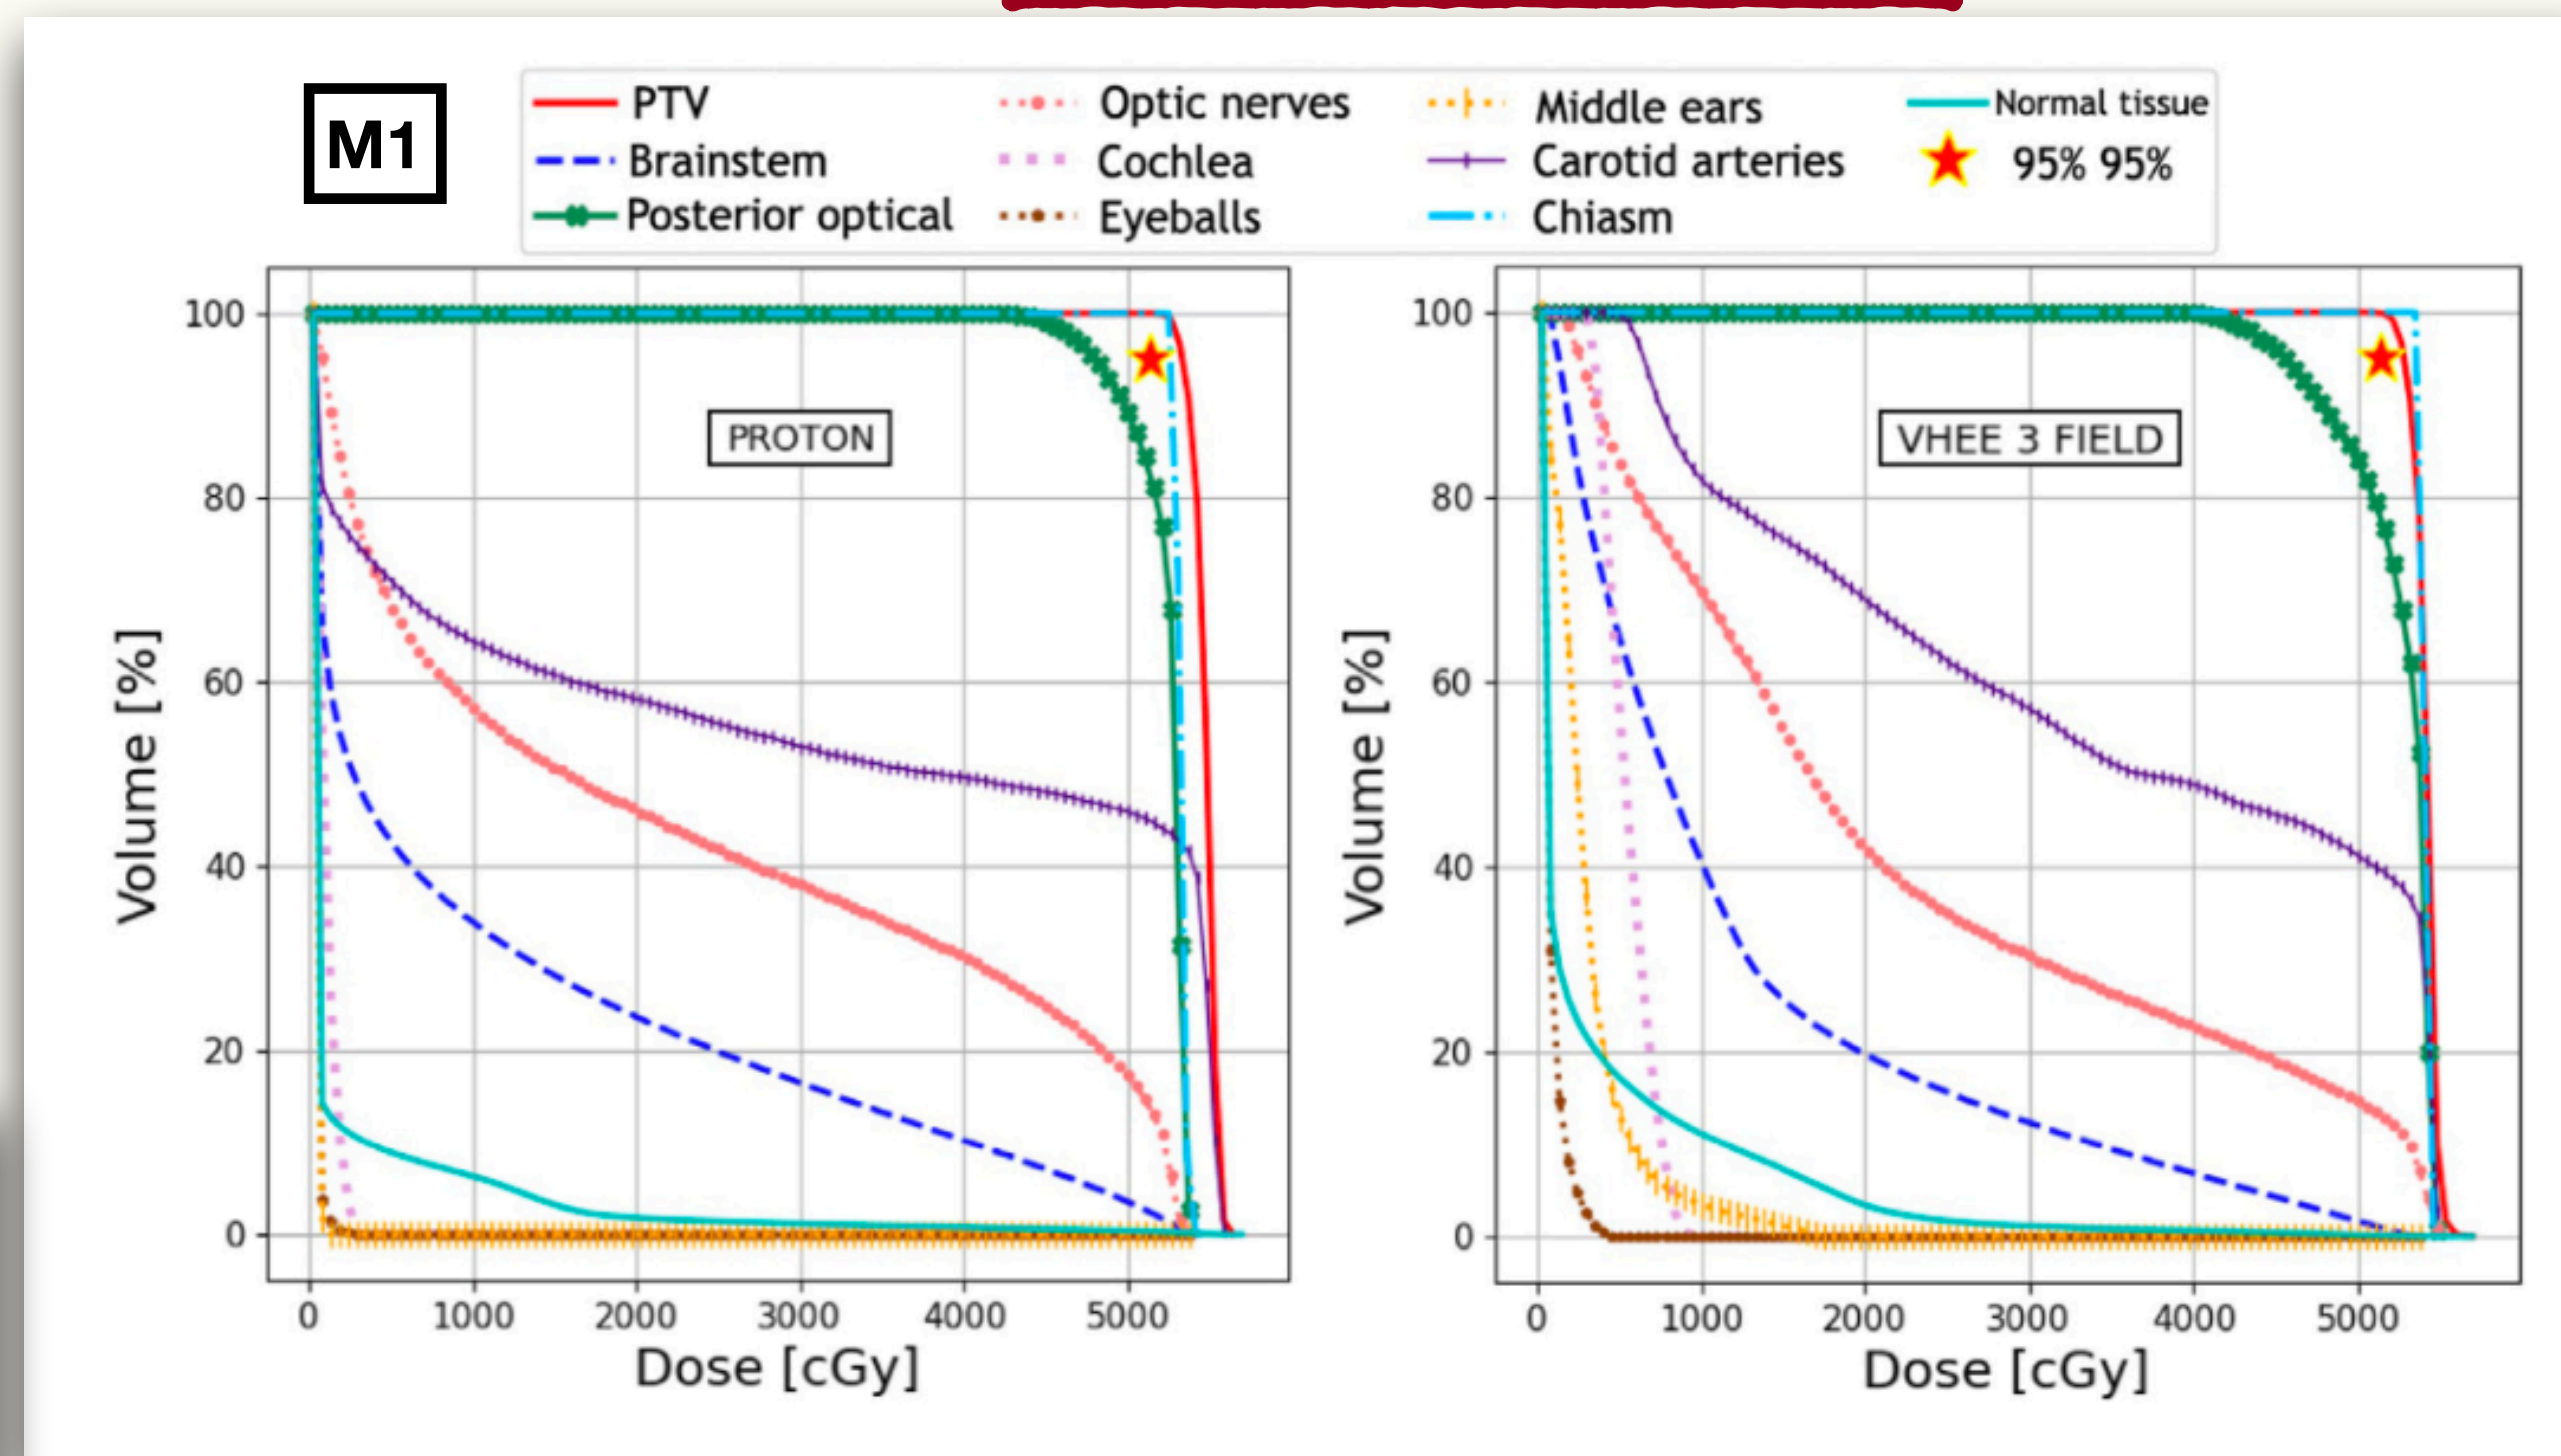 M1
PTV Optic nerves Middle ears Normal tissue
Brainstem Cochlea Carotid arteries 95% 95%
Posterior optical Eyeballs Chiasm
PROTON
Volume [%]
100
80
60
40
20
0
0 1000 2000 3000 4000 5000
Dose [cGy]
VHEE 3 FIELD
Volume [%]
100
80
60
40
20
0
0 1000 2000 3000 4000 5000
Dose [cGy]